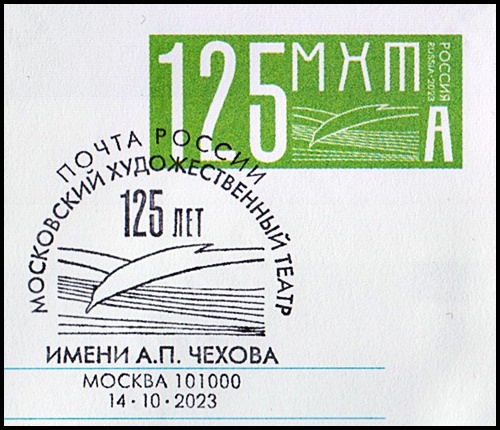 125 МХТ
РОССИЯ
RUSSIA·2023
А
ПОЧТА РОССИИ
МОСКОВСКИЙ ХУДОЖЕСТВЕННЫЙ ТЕАТР
125 ЛЕТ
ИМЕНИ А.П. ЧЕХОВА
МОСКВА 101000
14·10·2023